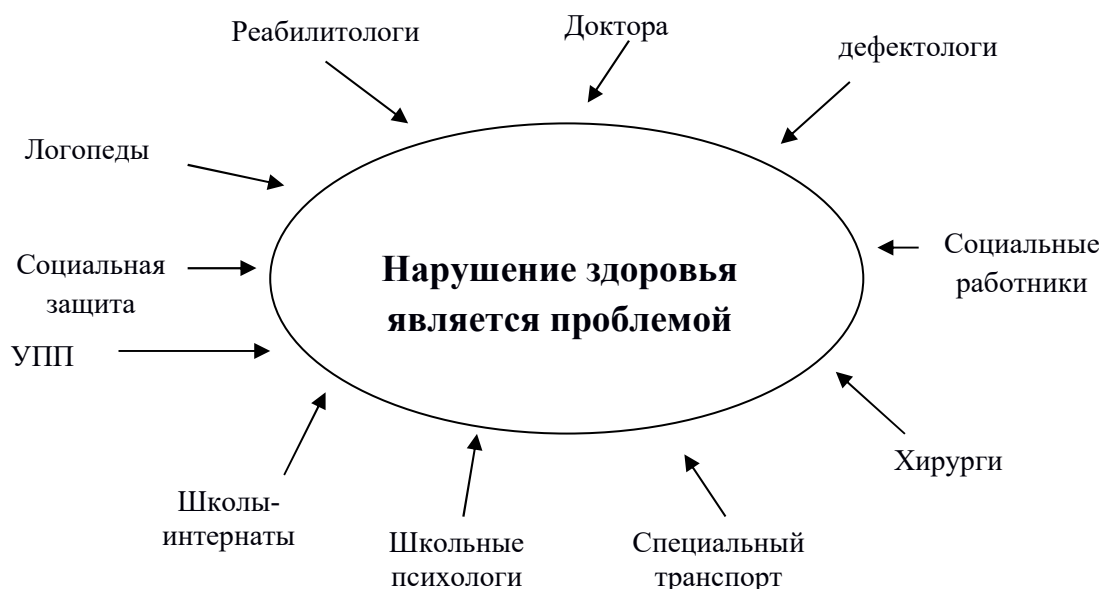 Реабилитологи
Доктора
дефектологи
Логопеды
Социальная
защита
Нарушение здоровья
является проблемой
Социальные
работники
УПП
Хирурги
Школы-
интернаты
Школьные
психологи
Специальный
транспорт